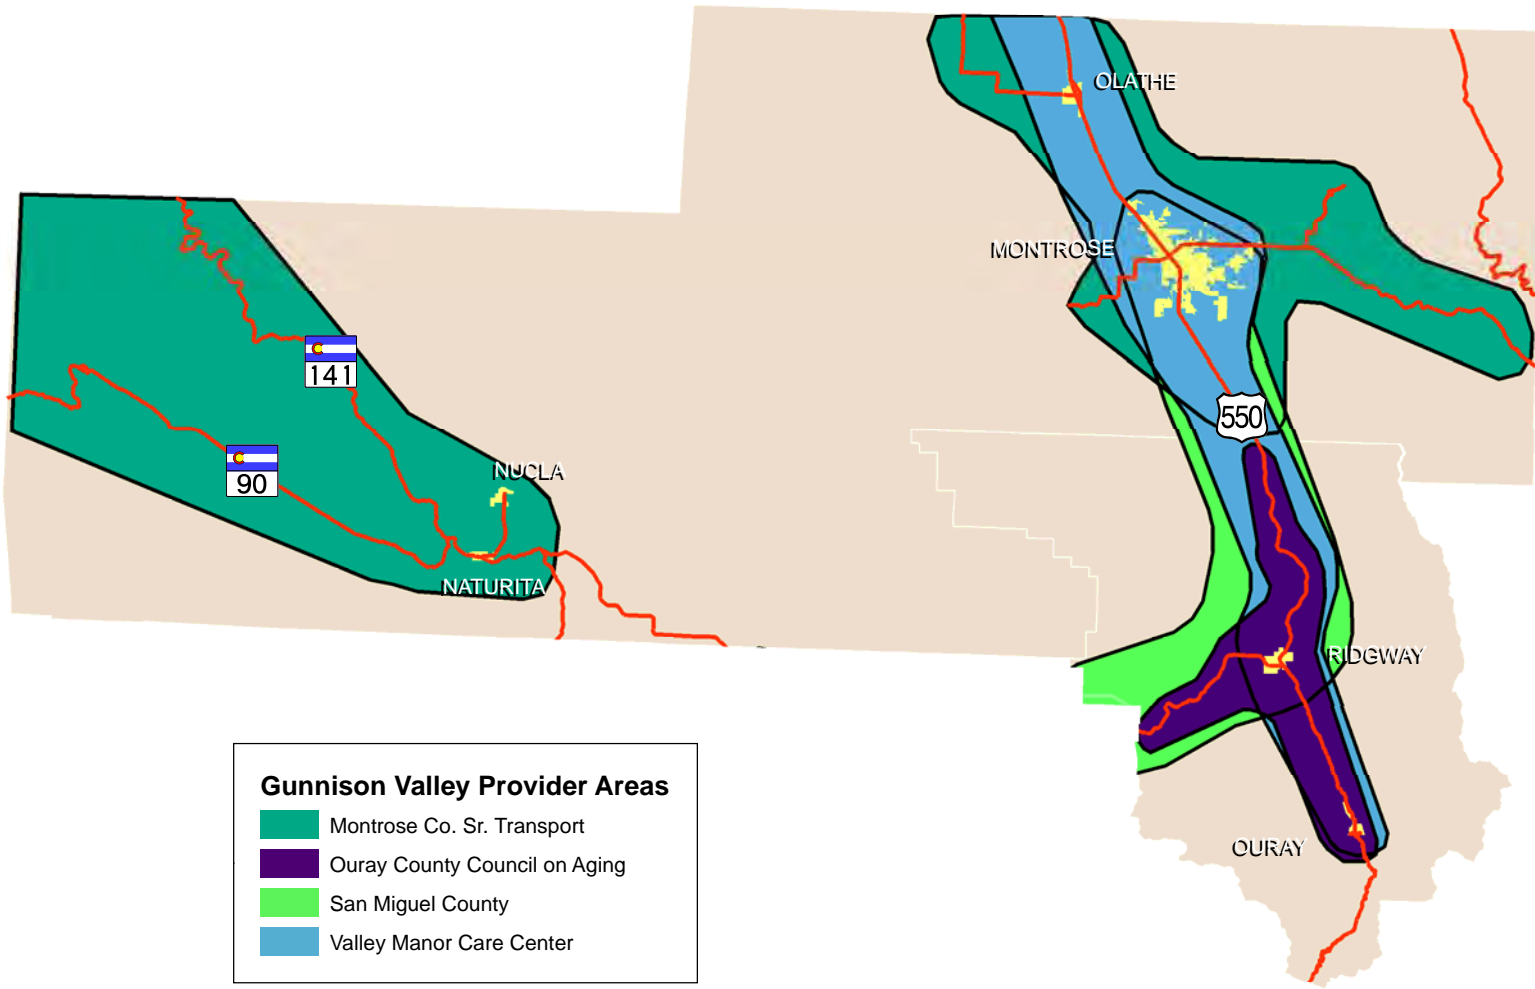 OLATHE
MONTROSE
141
550
90
NUCLA
NATURITA
RIDGWAY
OURAY
Gunnison Valley Provider Areas
Montrose Co. Sr. Transport
Ouray County Council on Aging
San Miguel County
Valley Manor Care Center